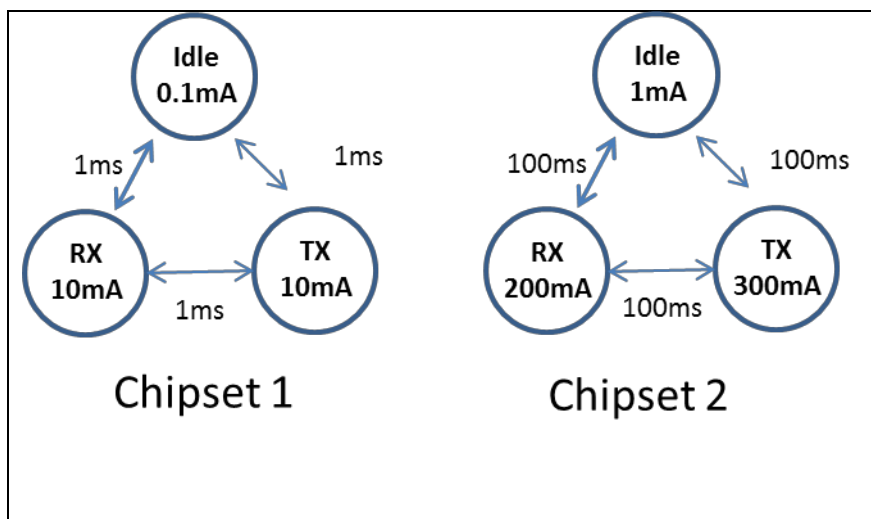 Idle
0.1mA
1ms
1ms
RX
10mA
TX
10mA
1ms
Chipset 1
Idle
1mA
100ms
100ms
RX
200mA
TX
300mA
100ms
Chipset 2